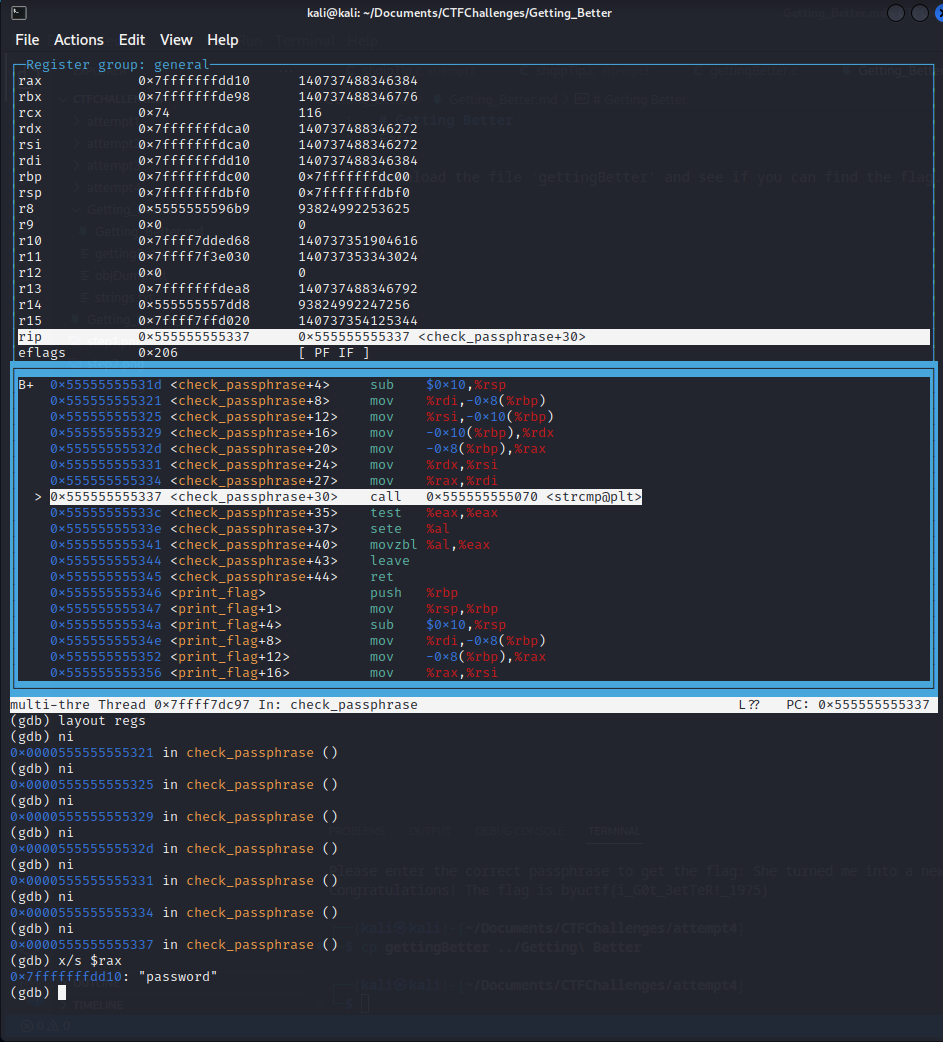 kali@kali: ~/Documents/CTFChallenges/Getting_Better
File Actions Edit View Help
Register group: general
rax 0×7fffffffdd10 140737488346384
rbx 0×7fffffffde98 140737488346776
rcx 0×74 116
rdx 0×7fffffffdca0 140737488346272
rsi 0×7fffffffdca0 140737488346272
rdi 0×7fffffffdd10 140737488346384
rbp 0×7fffffffdc00 0×7fffffffdc00
rsp 0×7fffffffdbf0 0×7fffffffdbf0
r8 0×5555555596b9 93824992253625
r9 0×0 0
r10 0×7ffff7dded68 140737351904616
r11 0×7ffff7f3e030 140737353343024
r12 0×0 0
r13 0×7fffffffdea8 140737488346792
r14 0×555555557dd8 93824992247256
r15 0×7ffff7ffd020 140737354125344
rip 0×555555555337 0×555555555337 <check_passphrase+30>
eflags 0×206 [ PF IF ]
B+ 0×55555555531d <check_passphrase+4> sub $0×10,%rsp
0×555555555321 <check_passphrase+8> mov %rdi,-0×8(%rbp)
0×555555555325 <check_passphrase+12> mov %rsi,-0×10(%rbp)
0×555555555329 <check_passphrase+16> mov -0×10(%rbp),%rdx
0×55555555532d <check_passphrase+20> mov -0×8(%rbp),%rax
0×555555555331 <check_passphrase+24> mov %rdx,%rsi
0×555555555334 <check_passphrase+27> mov %rax,%rdi
> 0×555555555337 <check_passphrase+30> call 0×555555555070 <strcmp@plt>
0×55555555533c <check_passphrase+35> test %eax,%eax
0×55555555533e <check_passphrase+37> sete %al
0×555555555341 <check_passphrase+40> movzbl %al,%eax
0×555555555344 <check_passphrase+43> leave
0×555555555345 <check_passphrase+44> ret
0×555555555346 <print_flag> push %rbp
0×555555555347 <print_flag+1> mov %rsp,%rbp
0×55555555534a <print_flag+4> sub $0×10,%rsp
0×55555555534e <print_flag+8> mov %rdi,-0×8(%rbp)
0×555555555352 <print_flag+12> mov -0×8(%rbp),%rax
0×555555555356 <print_flag+16> mov %rax,%rsi
multi-thre Thread 0×7ffff7dc97 In: check_passphrase L?? PC: 0×555555555337
(gdb) layout regs
(gdb) ni
0×0000555555555321 in check_passphrase ()
(gdb) ni
0×0000555555555325 in check_passphrase ()
(gdb) ni
0×0000555555555329 in check_passphrase ()
(gdb) ni
0×000055555555532d in check_passphrase ()
(gdb) ni
0×0000555555555331 in check_passphrase ()
(gdb) ni
0×0000555555555334 in check_passphrase ()
(gdb) ni
0×0000555555555337 in check_passphrase ()
(gdb) x/s $rax
0×7fffffffdd10: "password"
(gdb)